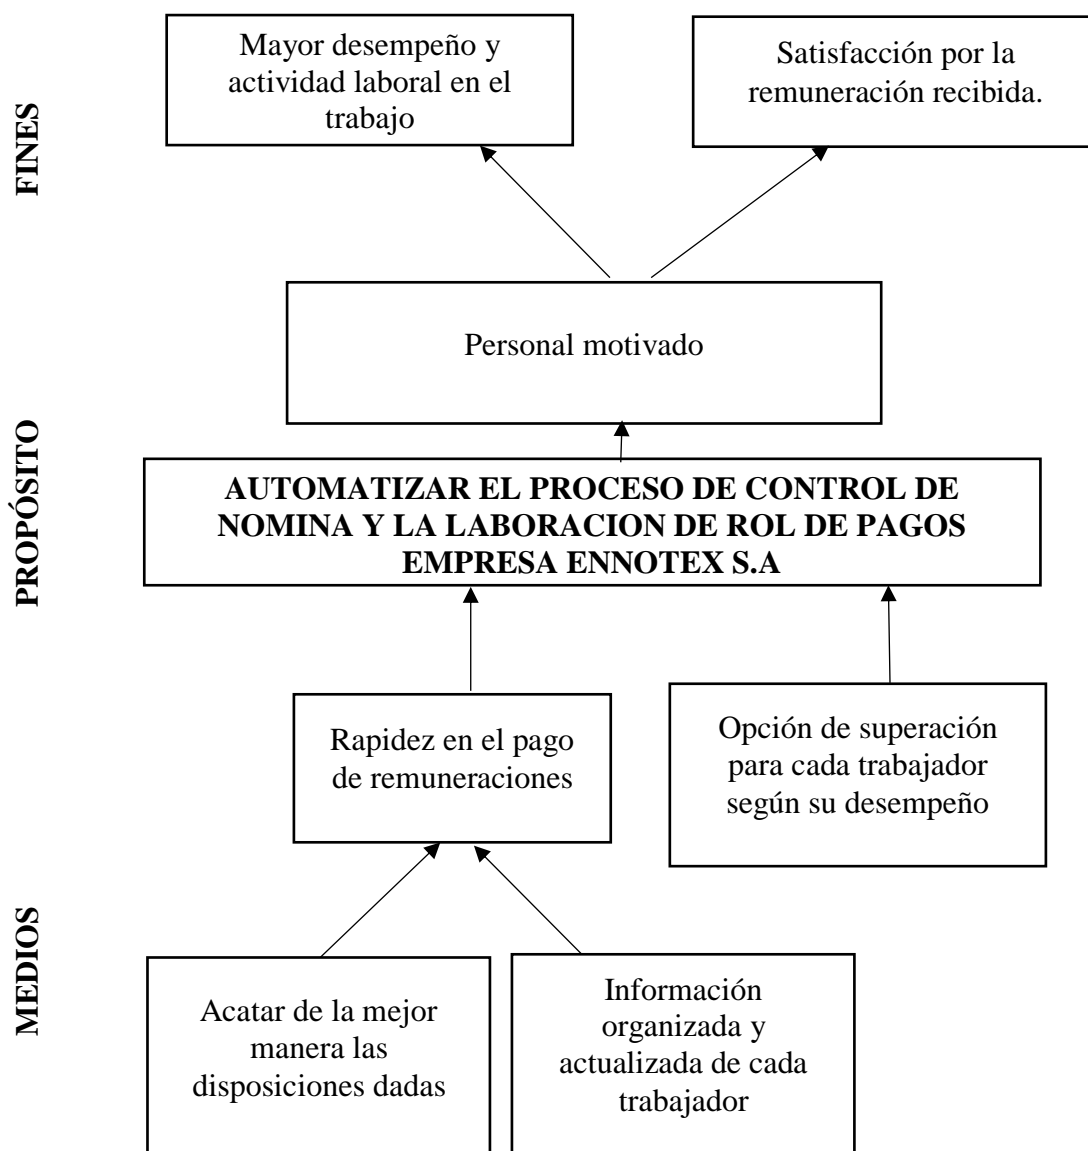 FINES
Mayor desempeño y
actividad laboral en el
trabajo
Satisfacción por la
remuneración recibida.
Personal motivado
PROPÓSITO
AUTOMATIZAR EL PROCESO DE CONTROL DE
NOMINA Y LA LABORACION DE ROL DE PAGOS
EMPRESA ENNOTEX S.A
Rapidez en el pago
de remuneraciones
Opción de superación
para cada trabajador
según su desempeño
MEDIOS
Acatar de la mejor
manera las
disposiciones dadas
Información
organizada y
actualizada de cada
trabajador